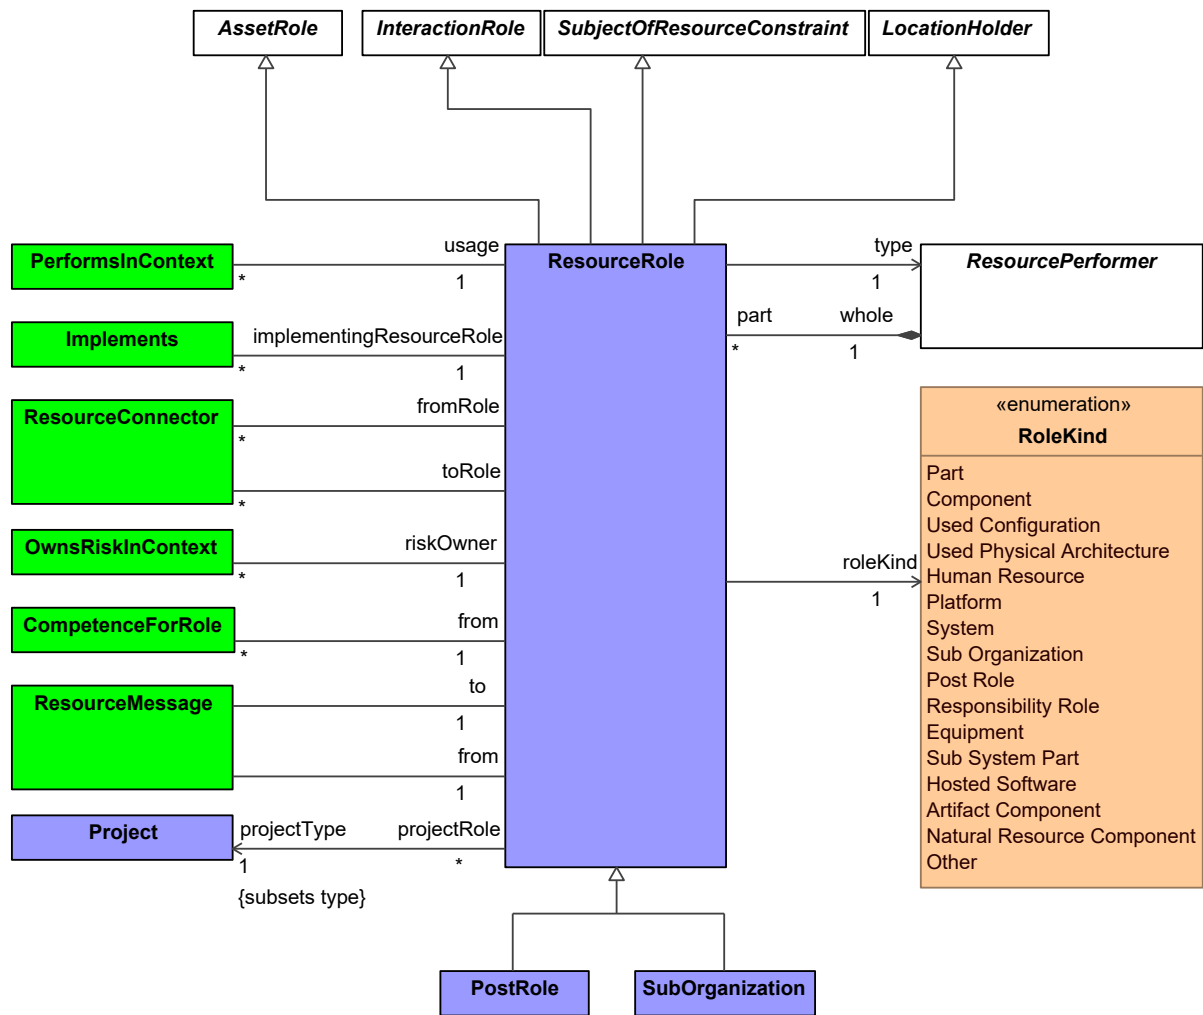 AssetRole
InteractionRole
SubjectOfResourceConstraint
LocationHolder
PerformsInContext
*
usage
1
ResourceRole
type
1
ResourcePerformer
part
*
whole
1
Implements
*
implementingResourceRole
1
ResourceConnector
*
fromRole
*
toRole
OwnsRiskInContext
*
riskOwner
1
CompetenceForRole
*
from
1
ResourceMessage
to
1
from
1
Project
projectType
1
{subsets type}
projectRole
*
roleKind
1
«enumeration»
RoleKind
Part
Component
Used Configuration
Used Physical Architecture
Human Resource
Platform
System
Sub Organization
Post Role
Responsibility Role
Equipment
Sub System Part
Hosted Software
Artifact Component
Natural Resource Component
Other
PostRole
SubOrganization